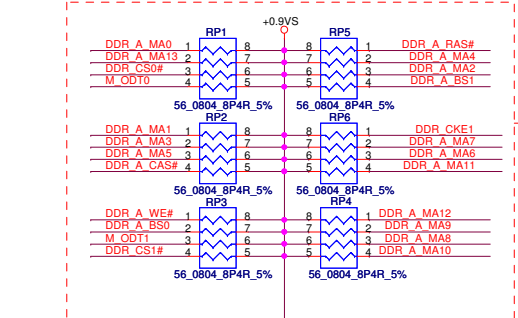 +0.9VS
RP1 RP5
DDR_A_MA0 1 8 8 1 DDR_A_RAS#
DDR_A_MA13 2 7 7 2 DDR_A_MA4
DDR_CS0# 3 6 6 3 DDR_A_MA2
M_ODT0 4 5 5 4 DDR_A_BS1
56_0804_8P4R_5% 56_0804_8P4R_5%
RP2 RP6
DDR_A_MA1 1 8 8 1 DDR_CKE1
DDR_A_MA3 2 7 7 2 DDR_A_MA7
DDR_A_MA5 3 6 6 3 DDR_A_MA6
DDR_A_CAS# 4 5 5 4 DDR_A_MA11
56_0804_8P4R_5% 56_0804_8P4R_5%
RP3 RP4
DDR_A_WE# 1 8 8 1 DDR_A_MA12
DDR_A_BS0 2 7 7 2 DDR_A_MA9
M_ODT1 3 6 6 3 DDR_A_MA8
DDR_CS1# 4 5 5 4 DDR_A_MA10
56_0804_8P4R_5% 56_0804_8P4R_5%